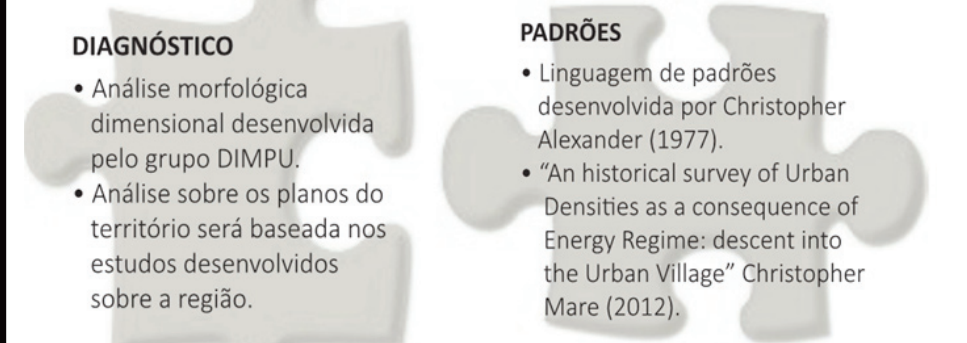 DIAGNÓSTICO
• Análise morfológica
dimensional desenvolvida
pelo grupo DIMPU.
• Análise sobre os planos do
território será baseada nos
estudos desenvolvidos
sobre a região.
PADRÕES
• Linguagem de padrões
desenvolvida por Christopher
Alexander (1977).
• “An historical survey of Urban
Densities as a consequence of
Energy Regime: descent into
the Urban Village” Christopher
Mare (2012).